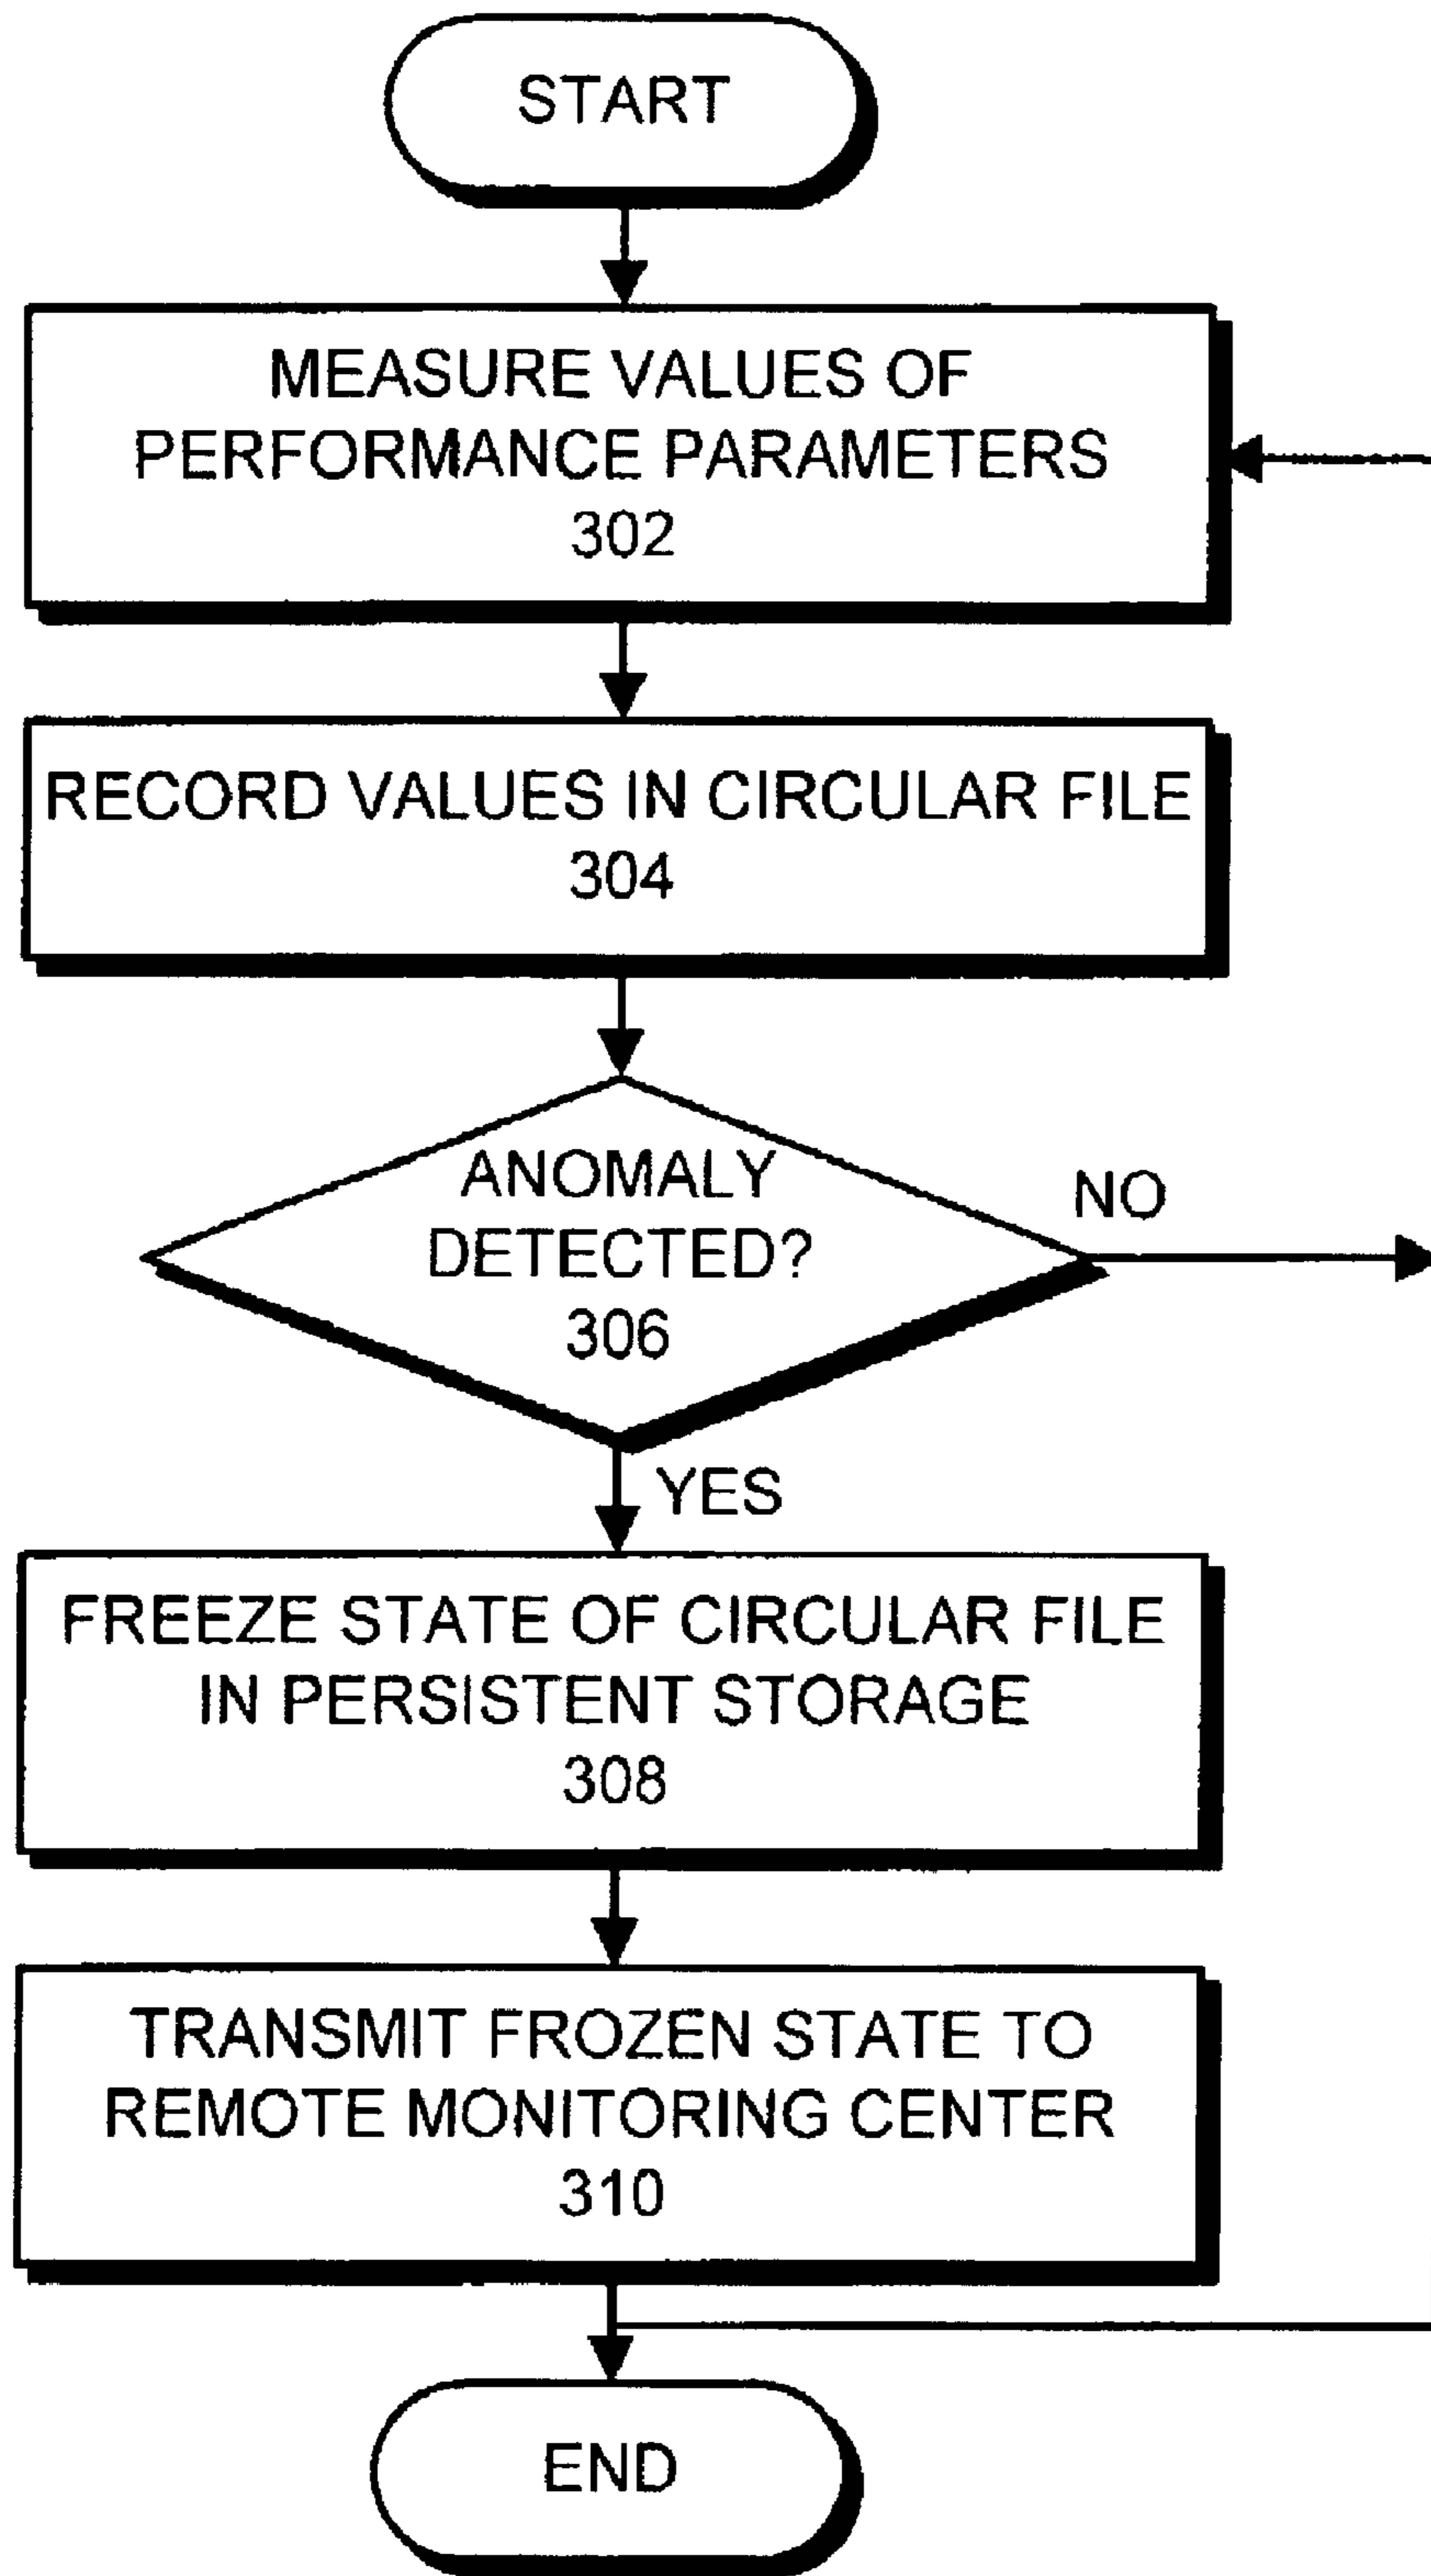 START
MEASURE VALUES OF
PERFORMANCE PARAMETERS
302
RECORD VALUES IN CIRCULAR FILE
304
ANOMALY
DETECTED?
306
NO
YES
FREEZE STATE OF CIRCULAR FILE
IN PERSISTENT STORAGE
308
TRANSMIT FROZEN STATE TO
REMOTE MONITORING CENTER
310
END